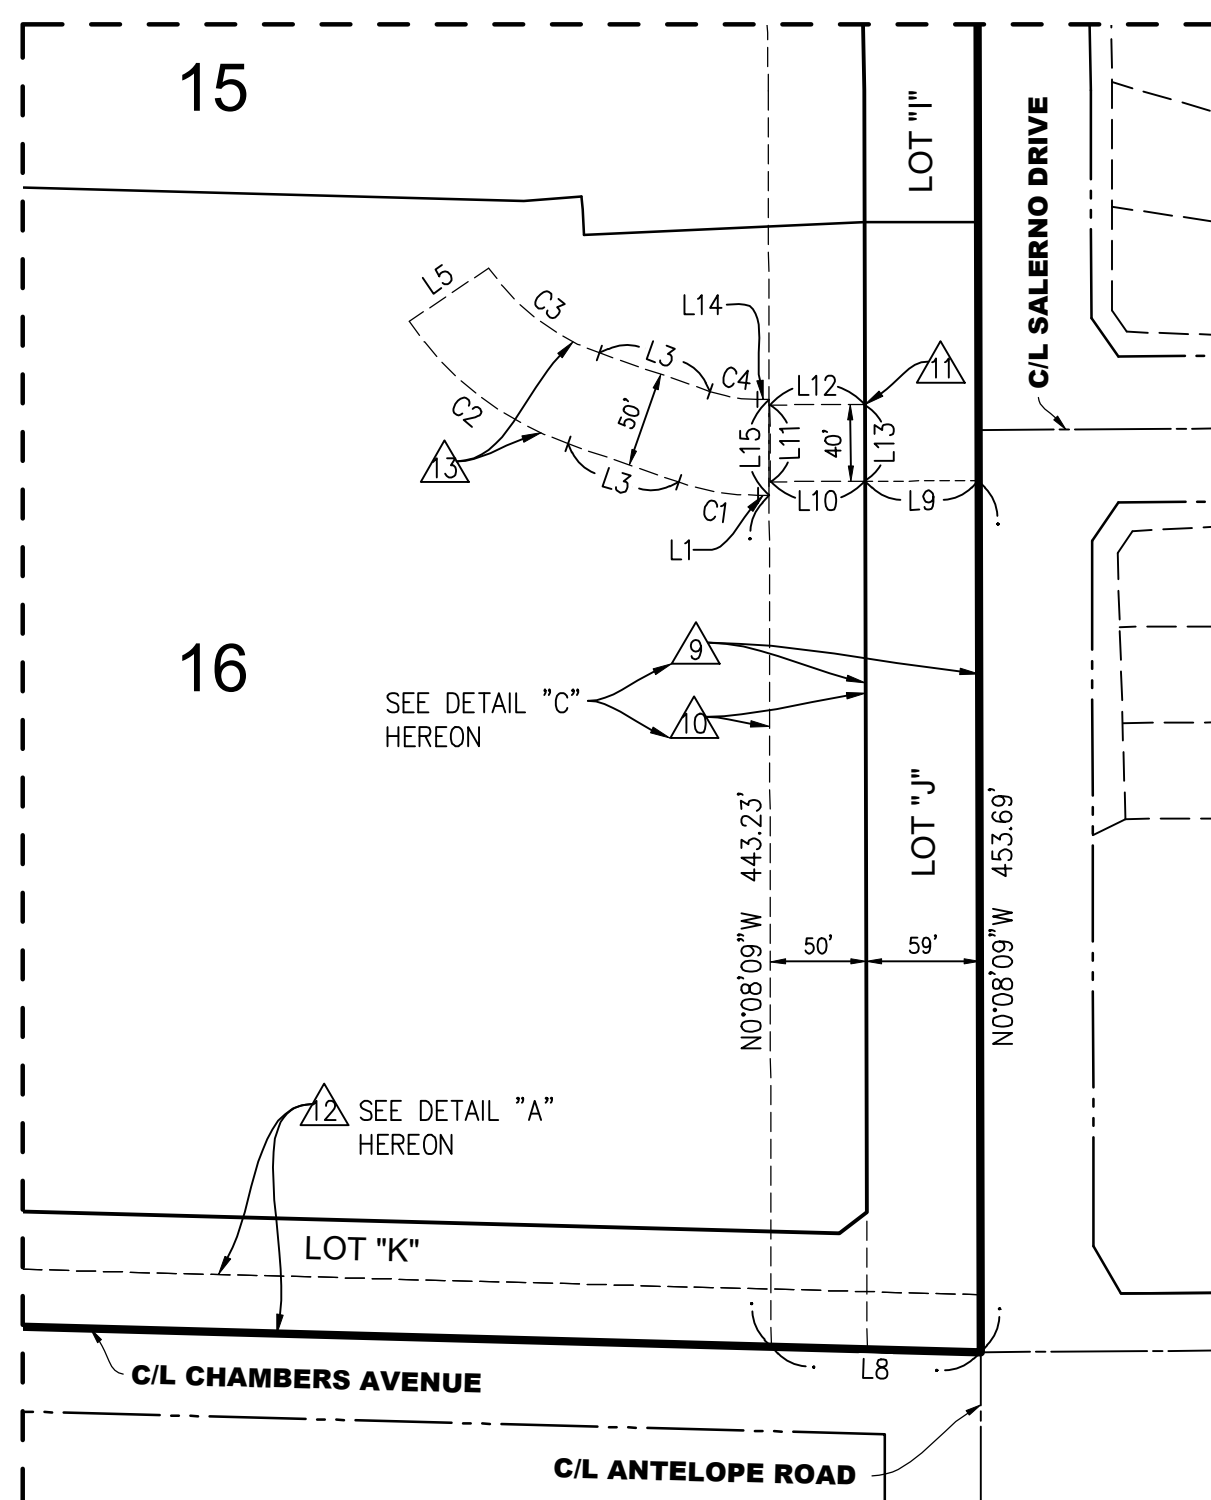 15
LOT "I"
C/L SALERNO DRIVE
L5
C3
L14
L3
C4
L12
11
C2
50'
L15
L11
40'
L13
13
L3
C1
L10
L9
L1
9
16
SEE DETAIL "C"
HEREON
10
LOT "J"
N0°08'09"W 443.23'
N0°08'09"W 453.69'
50'
59'
12
SEE DETAIL "A"
HEREON
LOT "K"
C/L CHAMBERS AVENUE
L8
C/L ANTELOPE ROAD